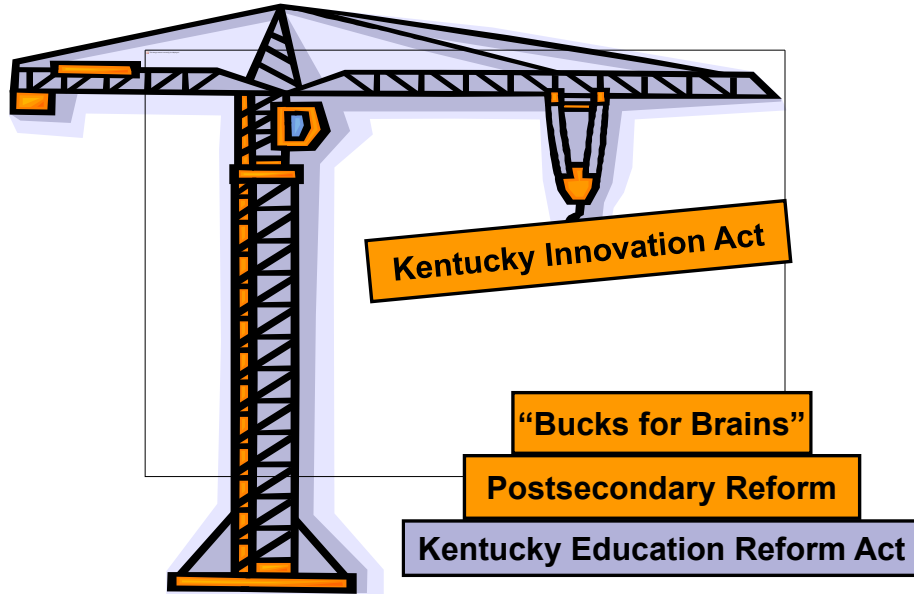 Kentucky Innovation Act
“Bucks for Brains”
Postsecondary Reform
Kentucky Education Reform Act